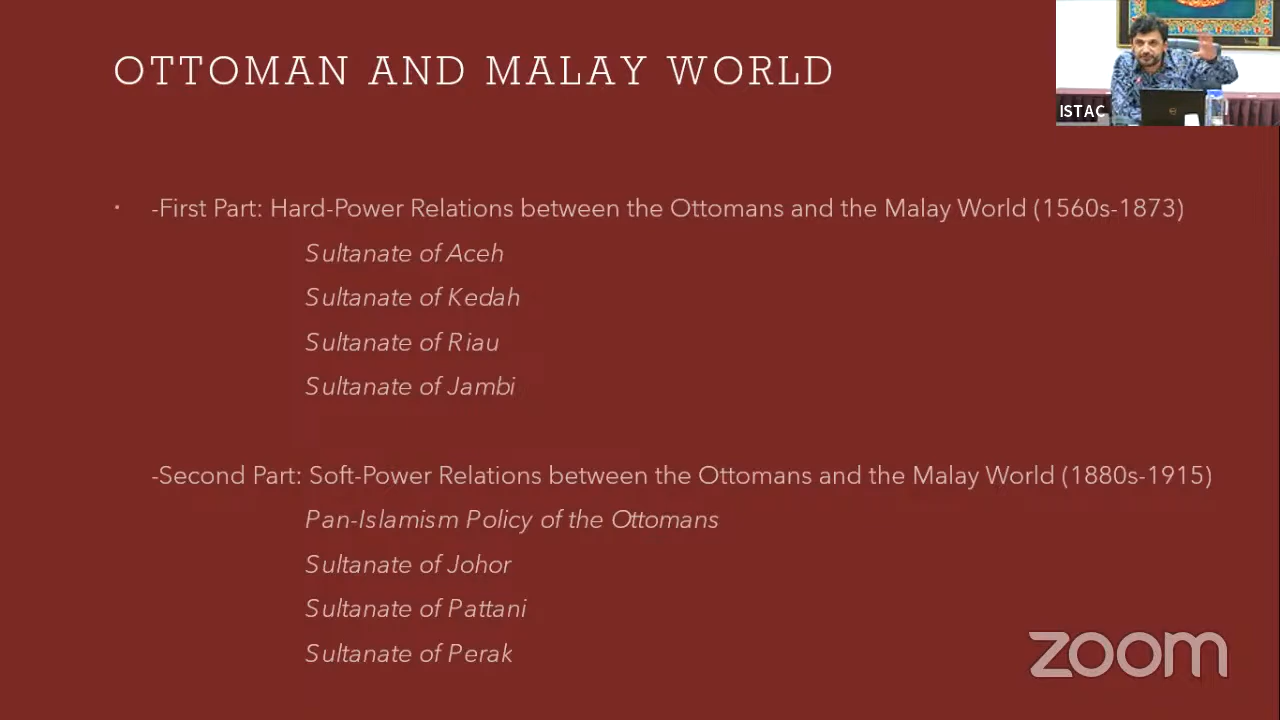 OTTOMAN AND MALAY WORLD
ISTAC
• -First Part: Hard-Power Relations between the Ottomans and the Malay World (1560s-1873)
Sultanate of Aceh
Sultanate of Kedah
Sultanate of Riau
Sultanate of Jambi
-Second Part: Soft-Power Relations between the Ottomans and the Malay World (1880s-1915)
Pan-Islamism Policy of the Ottomans
Sultanate of Johor
Sultanate of Pattani
Sultanate of Perak
zoom